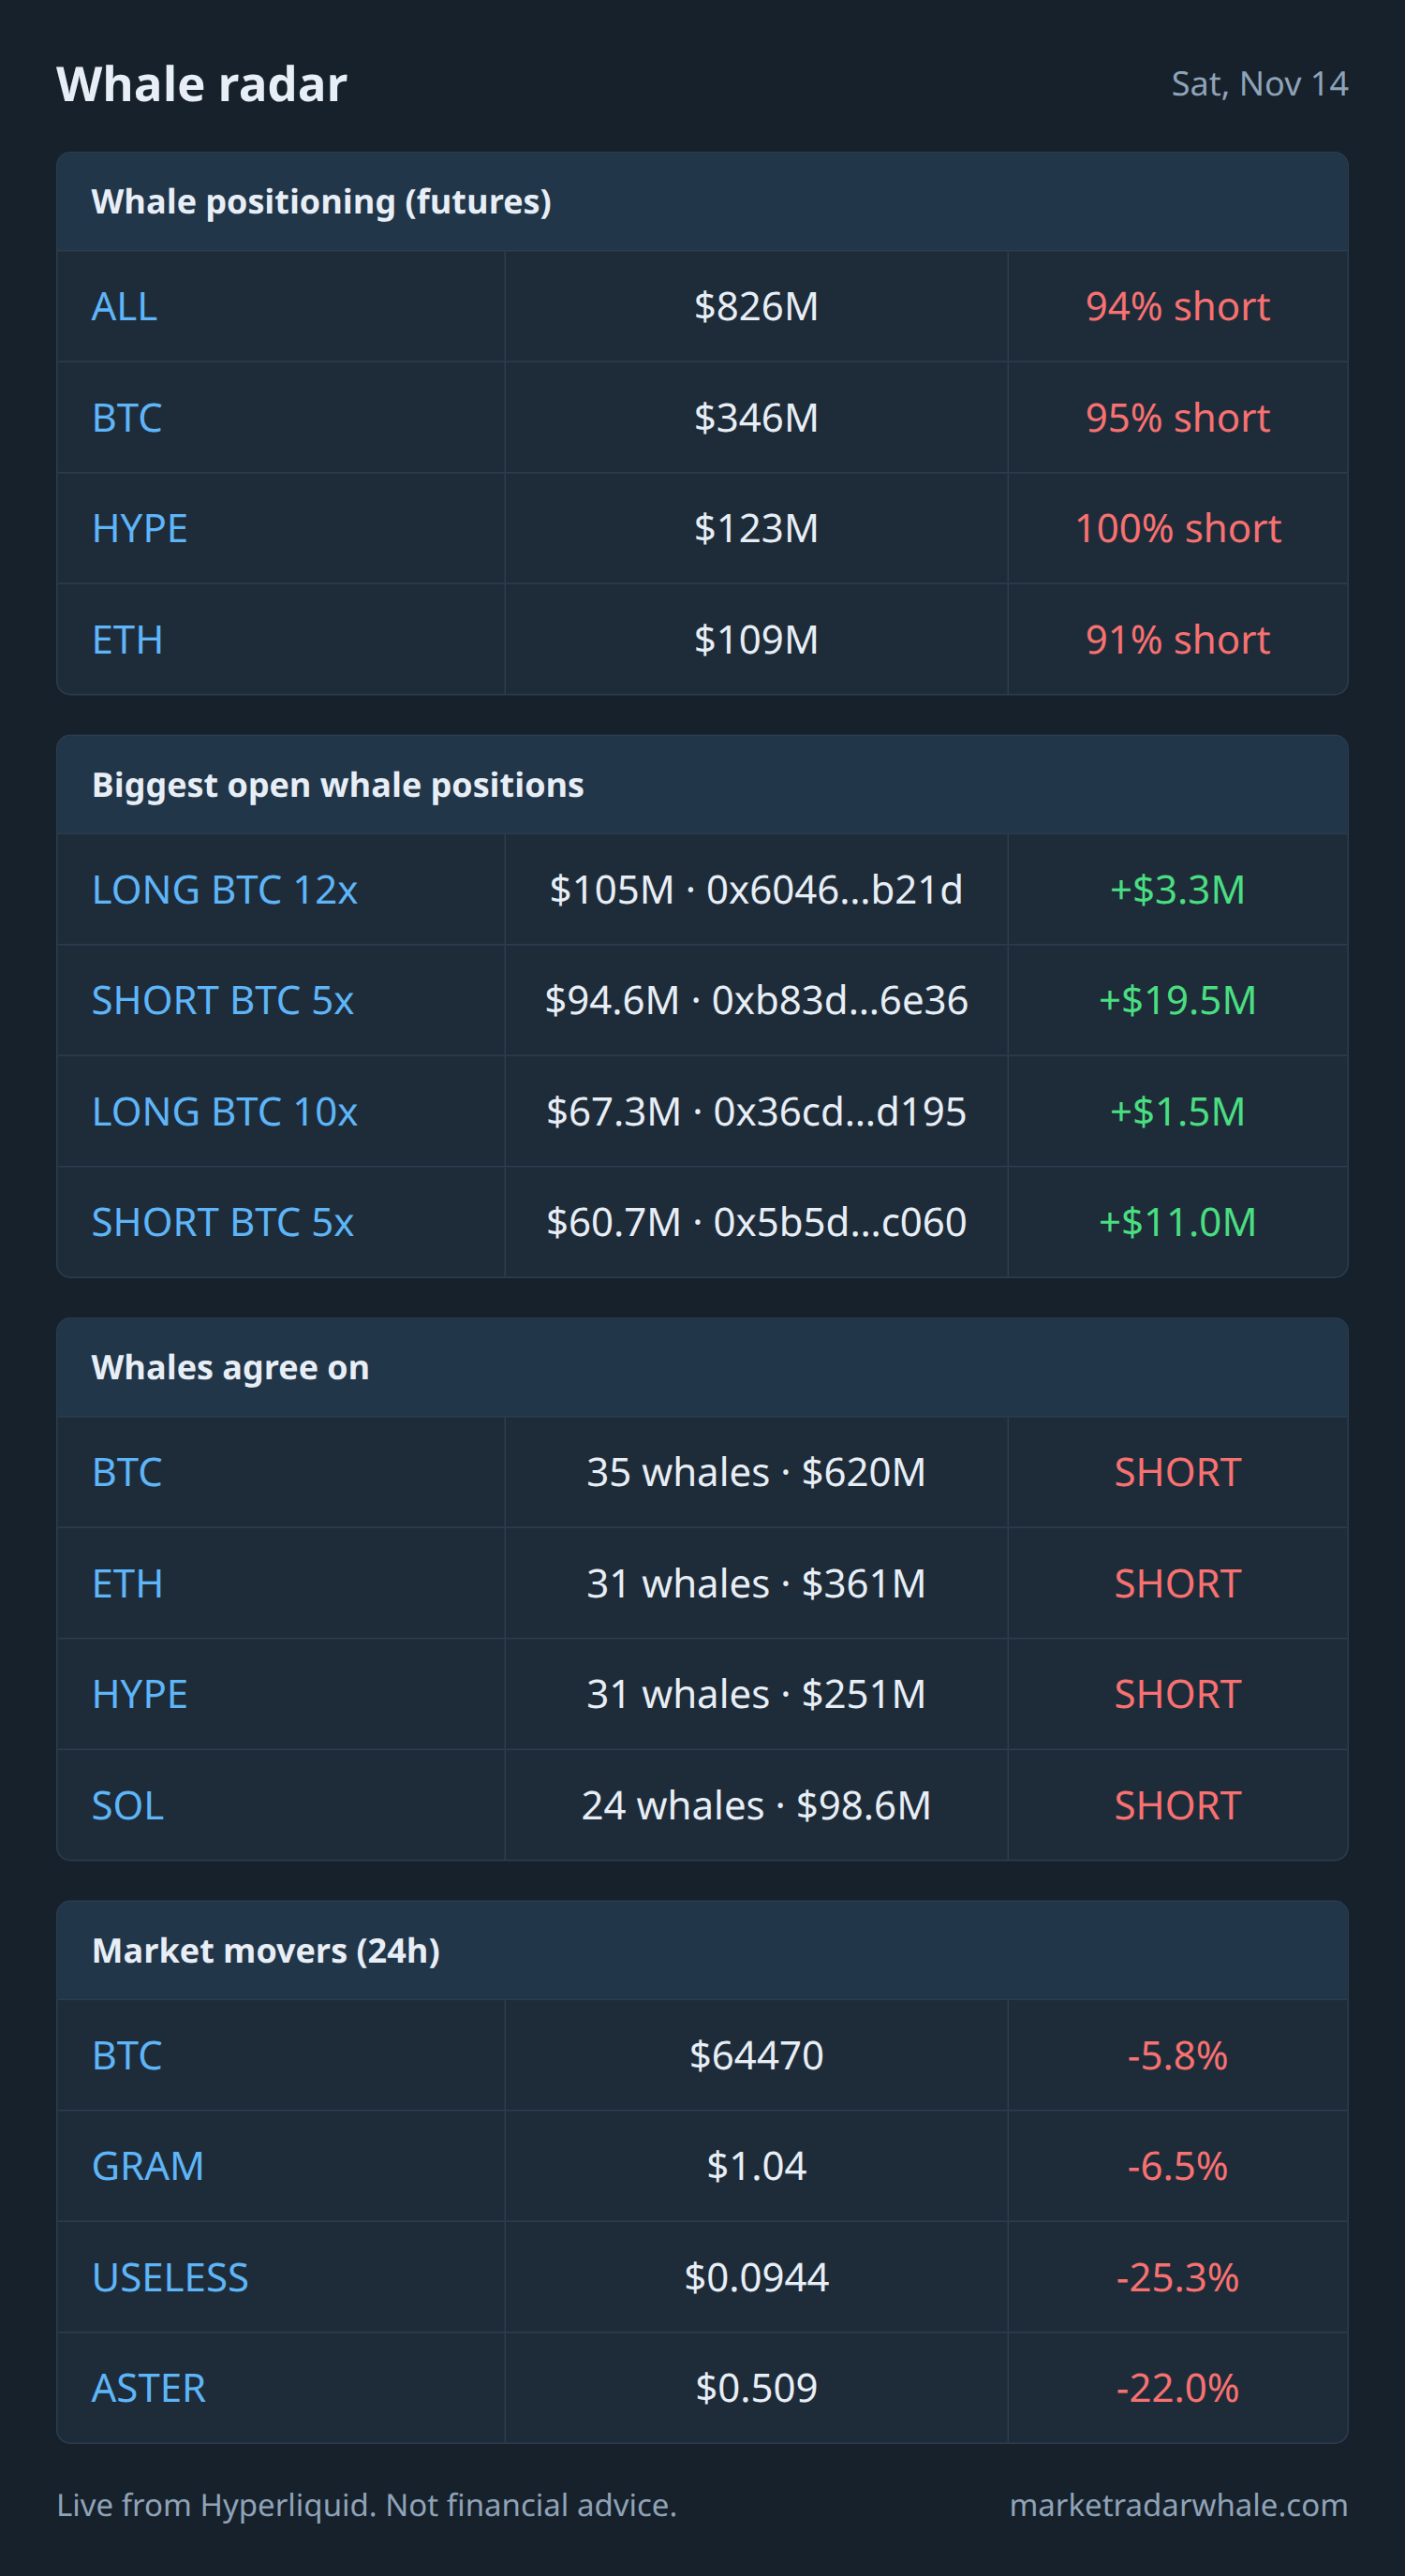 Whale radar Sat, Nov 14
Whale positioning (futures)
ALL $826M 94% short
BTC $346M 95% short
HYPE $123M 100% short
ETH $109M 91% short
Biggest open whale positions
LONG BTC 12x $105M · 0x6046…b21d +$3.3M
SHORT BTC 5x $94.6M · 0xb83d…6e36 +$19.5M
LONG BTC 10x $67.3M · 0x36cd…d195 +$1.5M
SHORT BTC 5x $60.7M · 0x5b5d…c060 +$11.0M
Whales agree on
BTC 35 whales · $620M SHORT
ETH 31 whales · $361M SHORT
HYPE 31 whales · $251M SHORT
SOL 24 whales · $98.6M SHORT
Market movers (24h)
BTC $64470 -5.8%
GRAM $1.04 -6.5%
USELESS $0.0944 -25.3%
ASTER $0.509 -22.0%
Live from Hyperliquid. Not financial advice. marketradarwhale.com